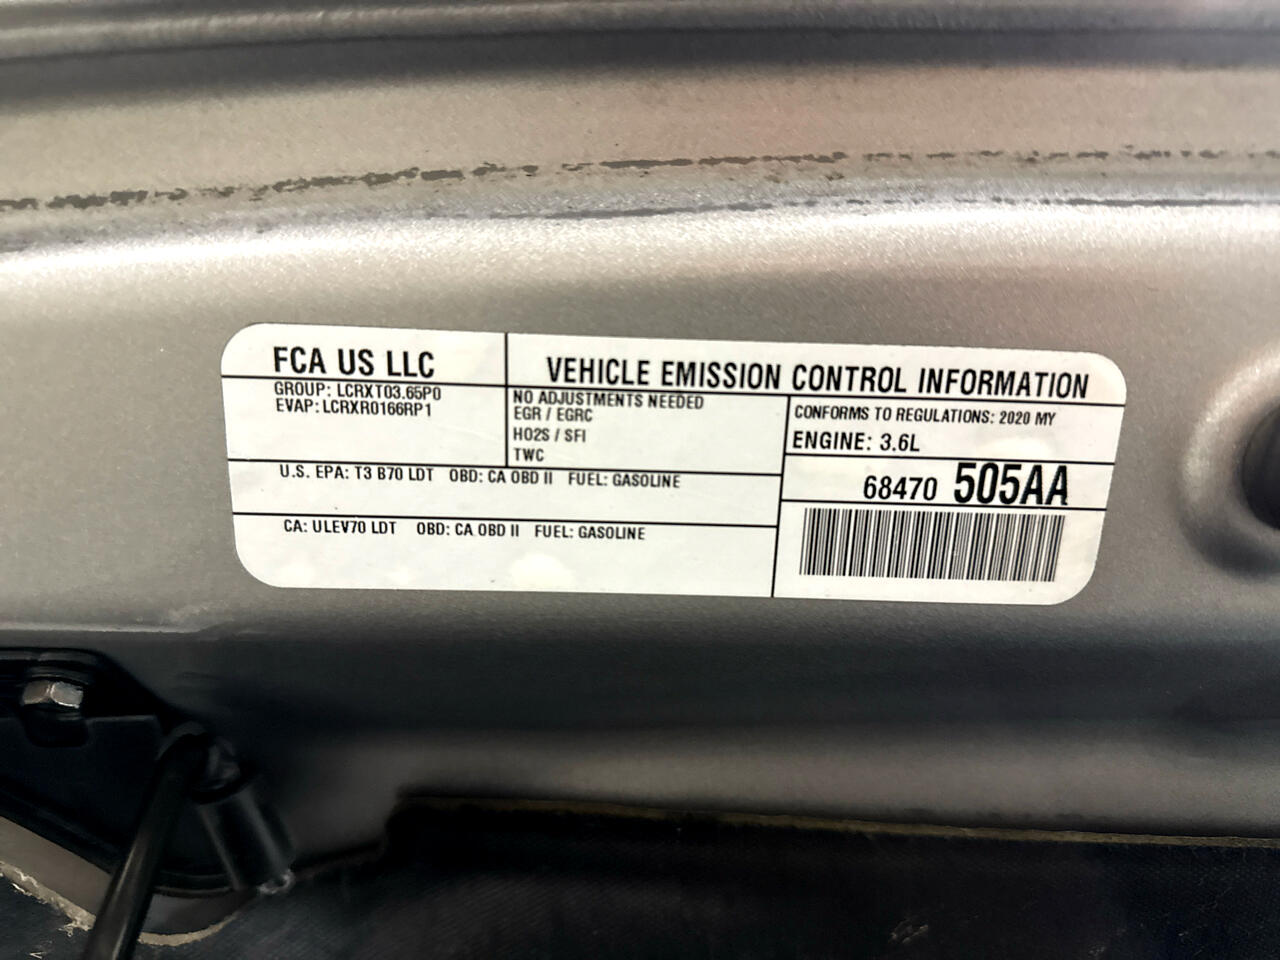 FCA US LLC
VEHICLE EMISSION CONTROL INFORMATION
GROUP: LCRXT03.65P0
EVAP: LCRXR0166RP1
NO ADJUSTMENTS NEEDED
EGR / EGRC
HO2S / SFI
TWC
CONFORMS TO REGULATIONS: 2020 MY
ENGINE: 3.6L
68470 505AA
U.S. EPA: T3 B70 LDT OBD: CA OBD II FUEL: GASOLINE
CA: ULEV70 LDT OBD: CA OBD II FUEL: GASOLINE